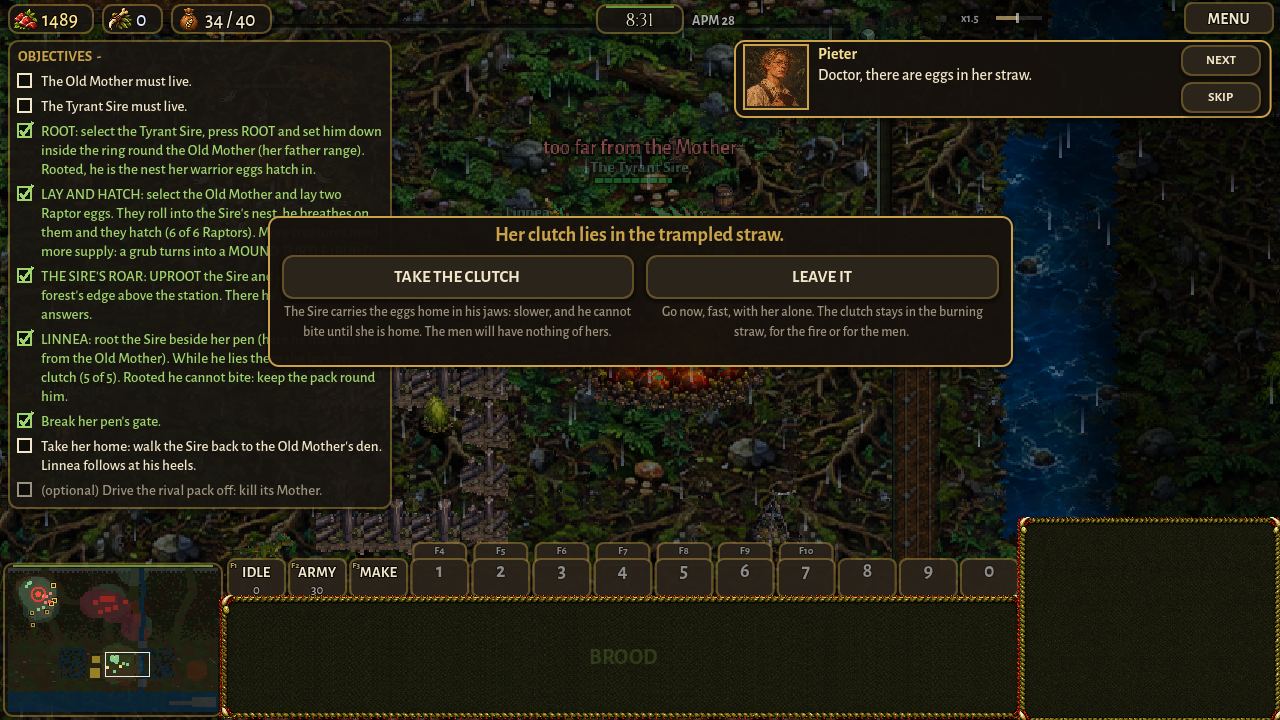 1489
0
34 / 40
8:31
APM 28
x1.5
MENU
OBJECTIVES -
The Old Mother must live.
The Tyrant Sire must live.
ROOT: select the Tyrant Sire, press ROOT and set him down
inside the ring round the Old Mother (her father range).
Rooted, he is the nest her warrior eggs hatch in.
LAY AND HATCH: select the Old Mother and lay two
Raptor eggs. They roll into the Sire's nest, he breathes on
them and they hatch (6 of 6 Raptors).
more supply: a grub turns into a MOUN
THE SIRE'S ROAR: UPROOT the Sire and
forest's edge above the station. There h
answers.
LINNEA: root the Sire beside her pen (h
from the Old Mother). While he lies the
clutch (5 of 5). Rooted he cannot bite: keep the pack round
him.
Break her pen's gate.
Take her home: walk the Sire back to the Old Mother's den.
Linnea follows at his heels.
(optional) Drive the rival pack off: kill its Mother.
Pieter
Doctor, there are eggs in her straw.
NEXT
SKIP
too far from the Mother
The Tyrant Sire
Linnea
Her clutch lies in the trampled straw.
TAKE THE CLUTCH
The Sire carries the eggs home in his jaws: slower, and he cannot
bite until she is home. The men will have nothing of hers.
LEAVE IT
Go now, fast, with her alone. The clutch stays in the burning
straw, for the fire or for the men.
F1 IDLE
0
F2 ARMY
30
F3 MAKE
F4
1
F5
2
F6
3
F7
4
F8
5
F9
6
F10
7
8
9
0
BROOD